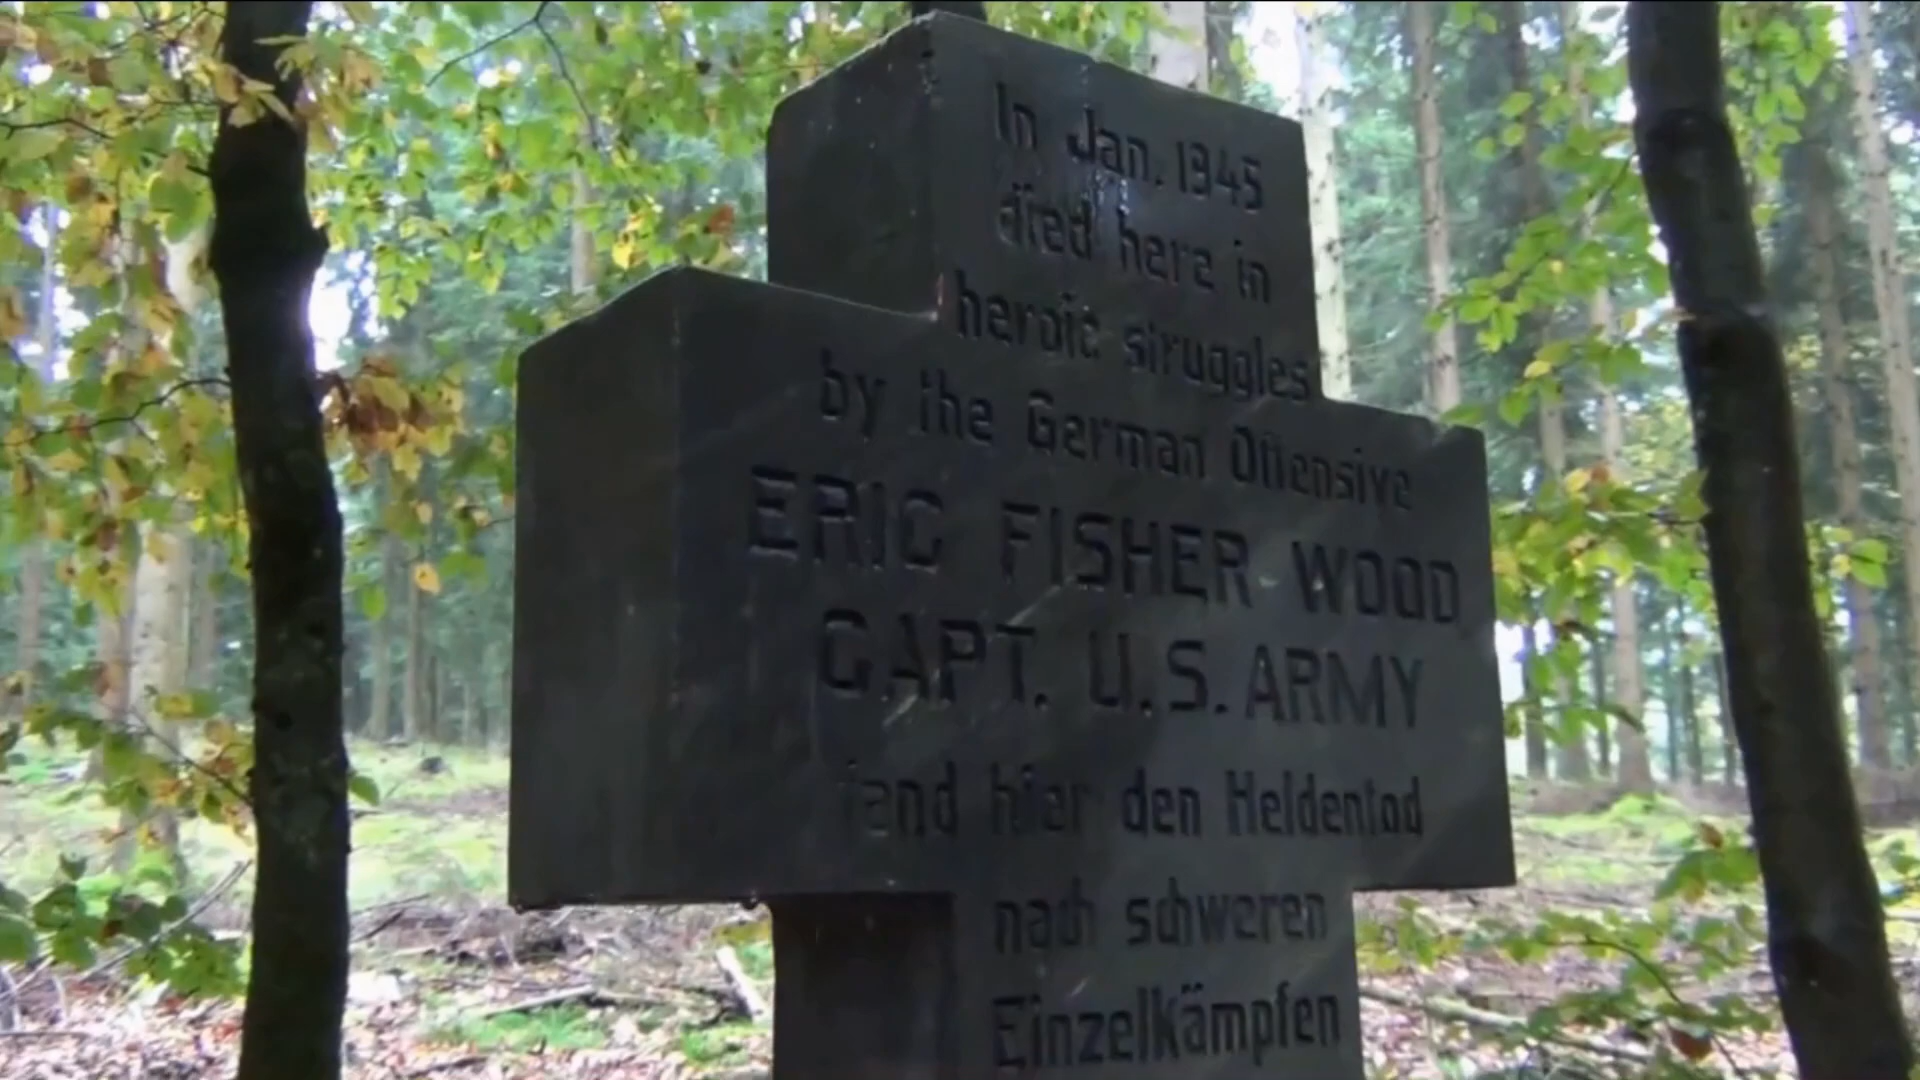 In Jan. 1945
died here in
heroic struggles
by the German Offensive
ERIC FISHER WOOD
CAPT. U.S. ARMY
fand hier den Heldentod
nach schweren
Einzelkämpfen